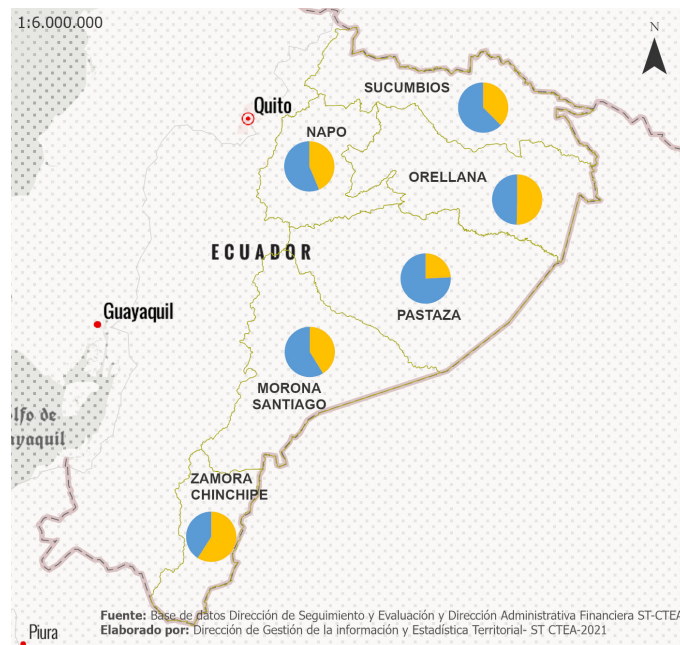 1:6.000.000
N
SUCUMBIOS
Quito
NAPO
ORELLANA
ECUADOR
Guayaquil
PASTAZA
MORONA
SANTIAGO
lfo de
ayaquil
ZAMORA
CHINCHIPE
Fuente: Base de datos Dirección de Seguimiento y Evaluación y Dirección Administrativa Financiera ST-CTEA
Piura
Elaborado por: Dirección de Gestión de la información y Estadística Territorial- ST CTEA-2021